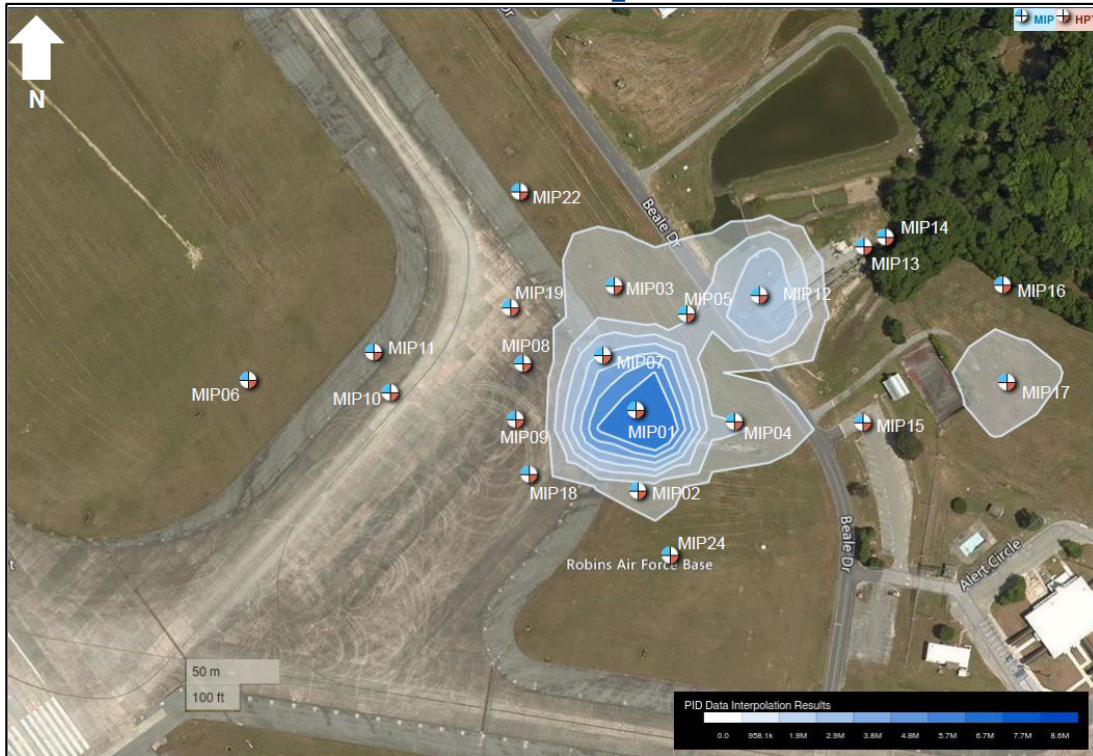 MIP HPT
N
Beale Dr
MIP22
Beale Dr
MIP14
MIP13
MIP03
MIP12
MIP16
MIP19
MIP05
MIP08
MIP07
MIP11
MIP06
MIP10
MIP17
MIP01
MIP04
MIP15
MIP09
MIP18
MIP02
MIP24
Robins Air Force Base
Beale Dr
Alert Circle
t
50 m
100 ft
PID Data Interpolation Results
0.0 958.1k 1.9M 2.9M 3.8M 4.8M 5.7M 6.7M 7.7M 8.6M